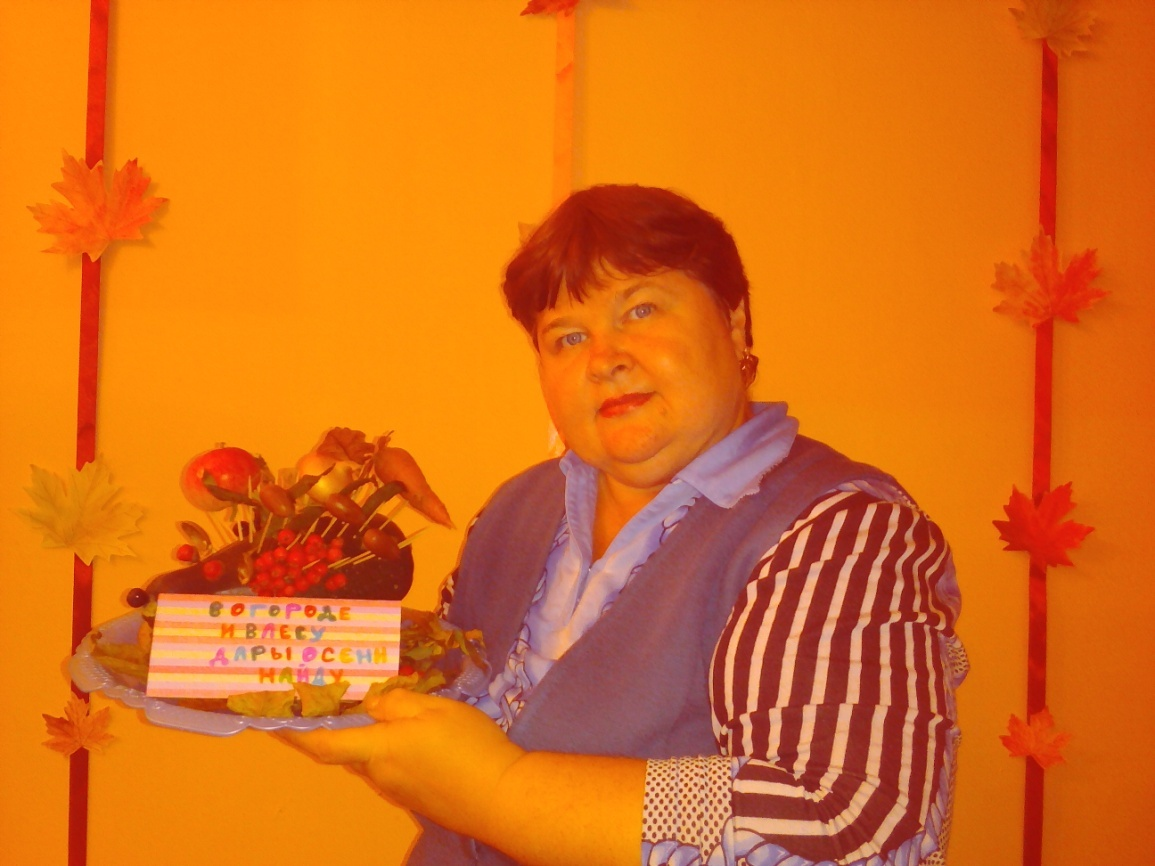 В ОГОРОДЕ
И В ЛЕСУ
ДАРЫ ОСЕНИ
НАЙДУ